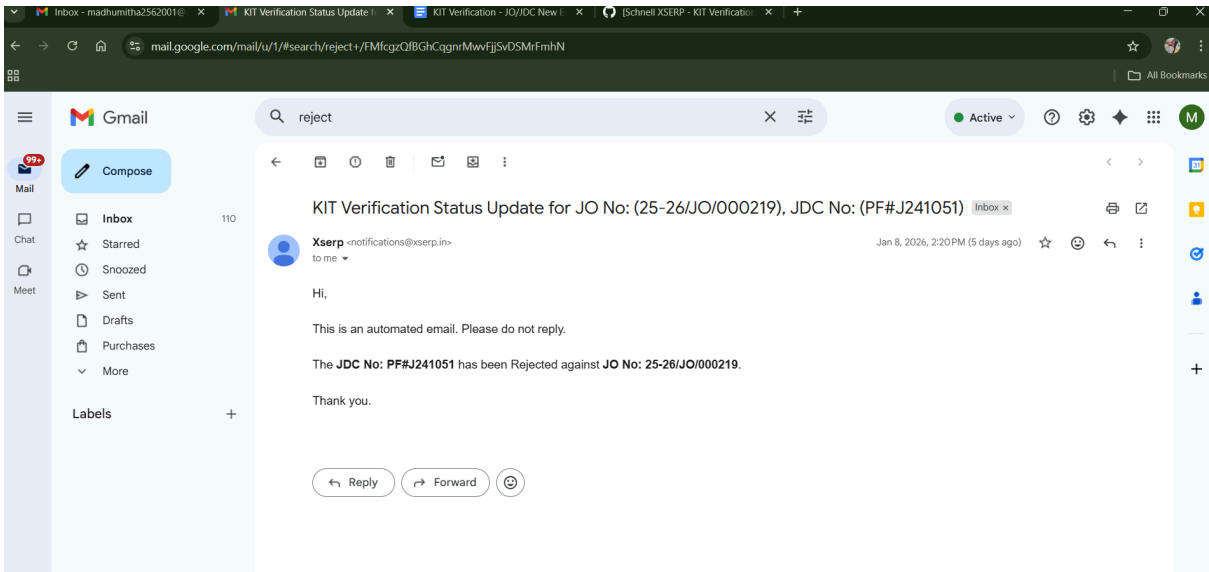 Inbox - madhumitha2562001@
KIT Verification Status Update f
KIT Verification - JO/JDC New E
[Schnell XSERP - KIT Verification
mail.google.com/mail/u/1/#search/reject+/FMfcgzQfBGhCqgnrMwvFjjSvDSMrFmhN
All Bookmarks
Gmail
reject
Active
M
99+
Mail
Chat
Meet
Compose
Inbox 110
Starred
Snoozed
Sent
Drafts
Purchases
More
Labels
31
KIT Verification Status Update for JO No: (25-26/JO/000219), JDC No: (PF#J241051) Inbox ×
Xserp <notifications@xserp.in> Jan 8, 2026, 2:20 PM (5 days ago)
to me
Hi,
This is an automated email. Please do not reply.
The JDC No: PF#J241051 has been Rejected against JO No: 25-26/JO/000219.
Thank you.
Reply
Forward